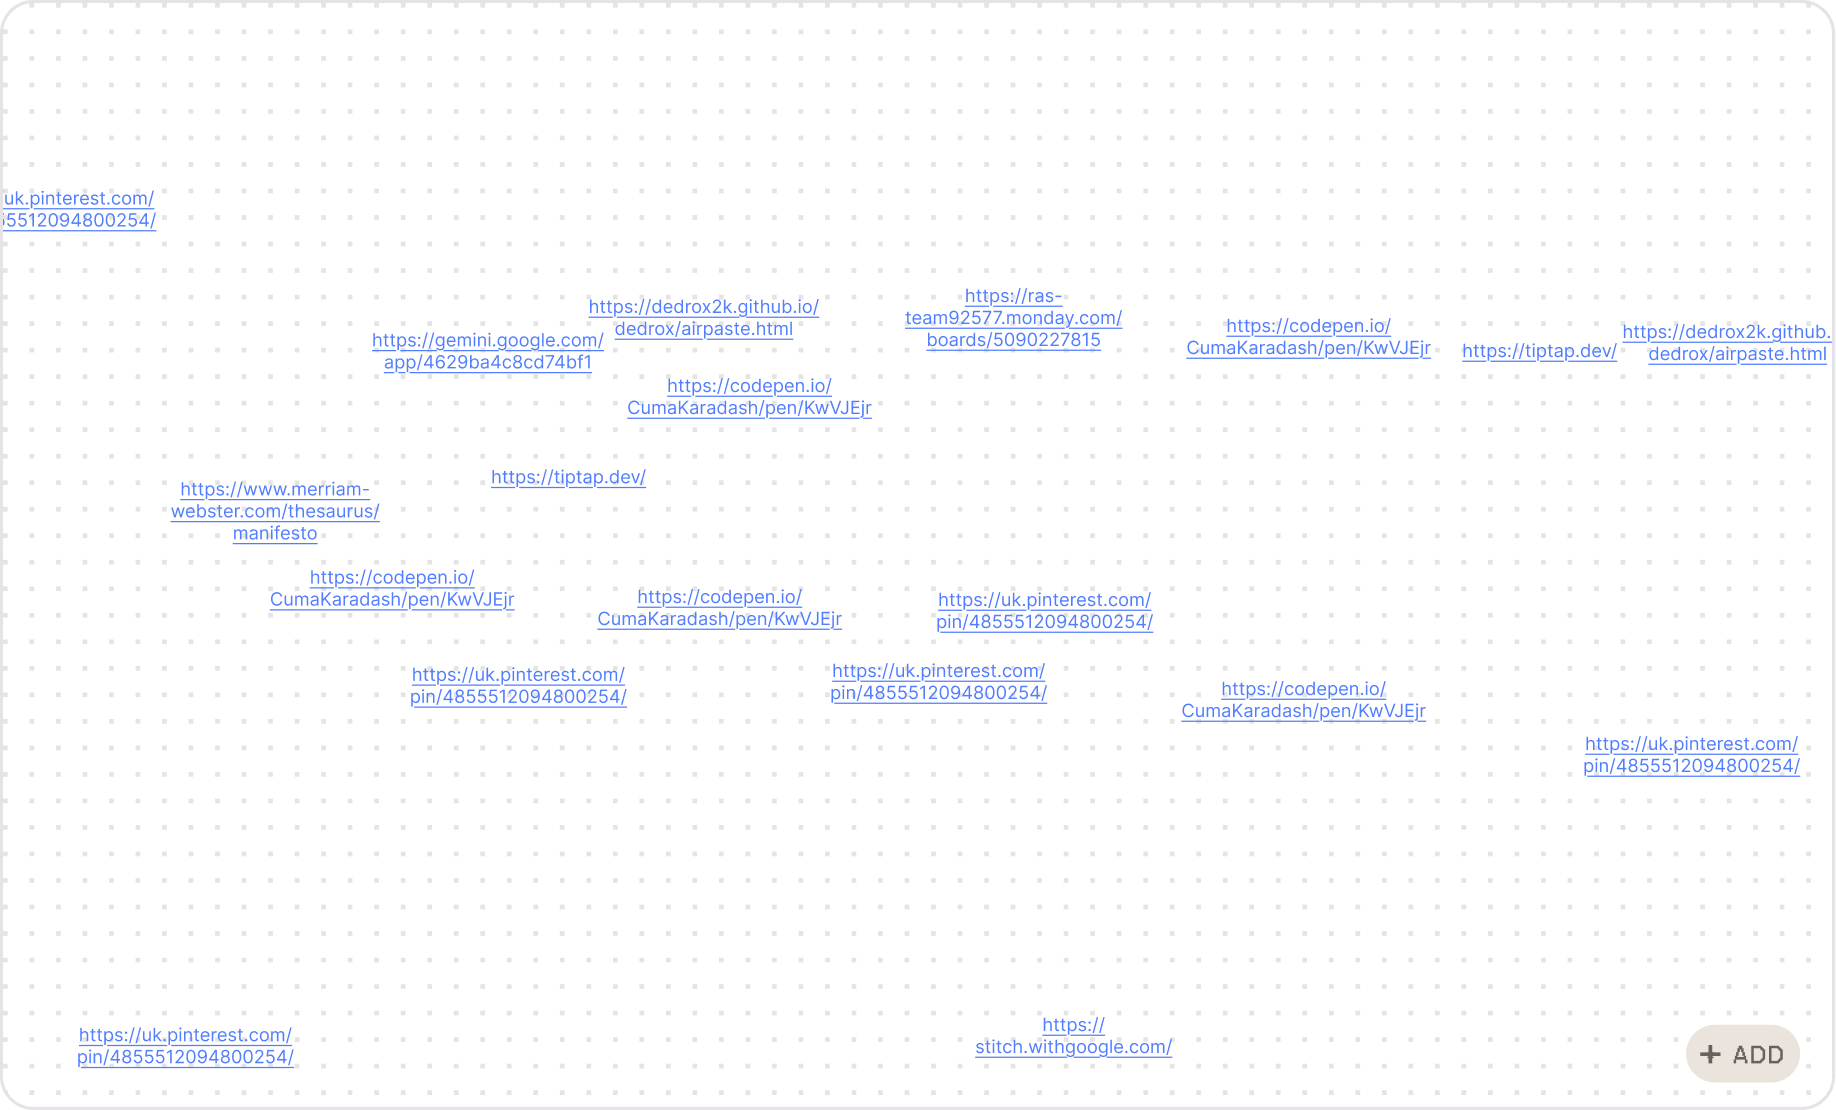 uk.pinterest.com/
5512094800254/
https://ras-
team92577.monday.com/
boards/5090227815
https://dedrox2k.github.io/
dedrox/airpaste.html
https://codepen.io/
CumaKaradash/pen/KwVJEjr
https://dedrox2k.github.
dedrox/airpaste.html
https://gemini.google.com/
app/4629ba4c8cd74bf1
https://tiptap.dev/
https://codepen.io/
CumaKaradash/pen/KwVJEjr
https://tiptap.dev/
https://www.merriam-
webster.com/thesaurus/
manifesto
https://codepen.io/
CumaKaradash/pen/KwVJEjr
https://codepen.io/
CumaKaradash/pen/KwVJEjr
https://uk.pinterest.com/
pin/4855512094800254/
https://uk.pinterest.com/
pin/4855512094800254/
https://uk.pinterest.com/
pin/4855512094800254/
https://codepen.io/
CumaKaradash/pen/KwVJEjr
https://uk.pinterest.com/
pin/4855512094800254/
https://uk.pinterest.com/
pin/4855512094800254/
https://
stitch.withgoogle.com/
+ ADD